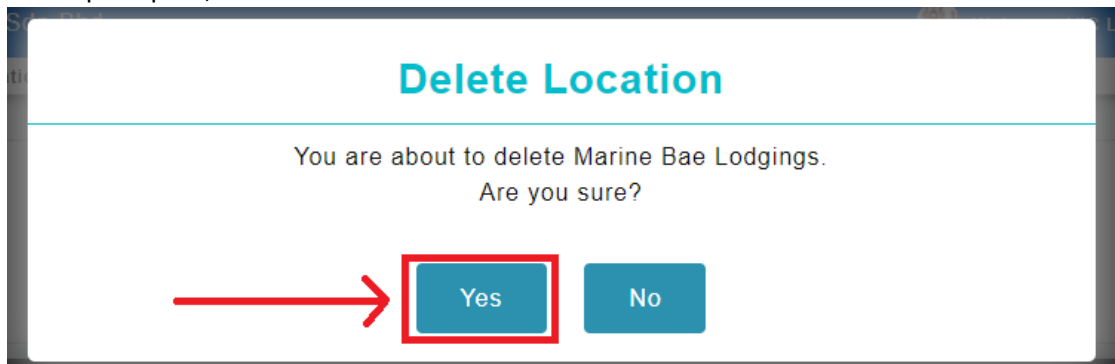 Delete Location
You are about to delete Marine Bae Lodgings.
Are you sure?
Yes
No